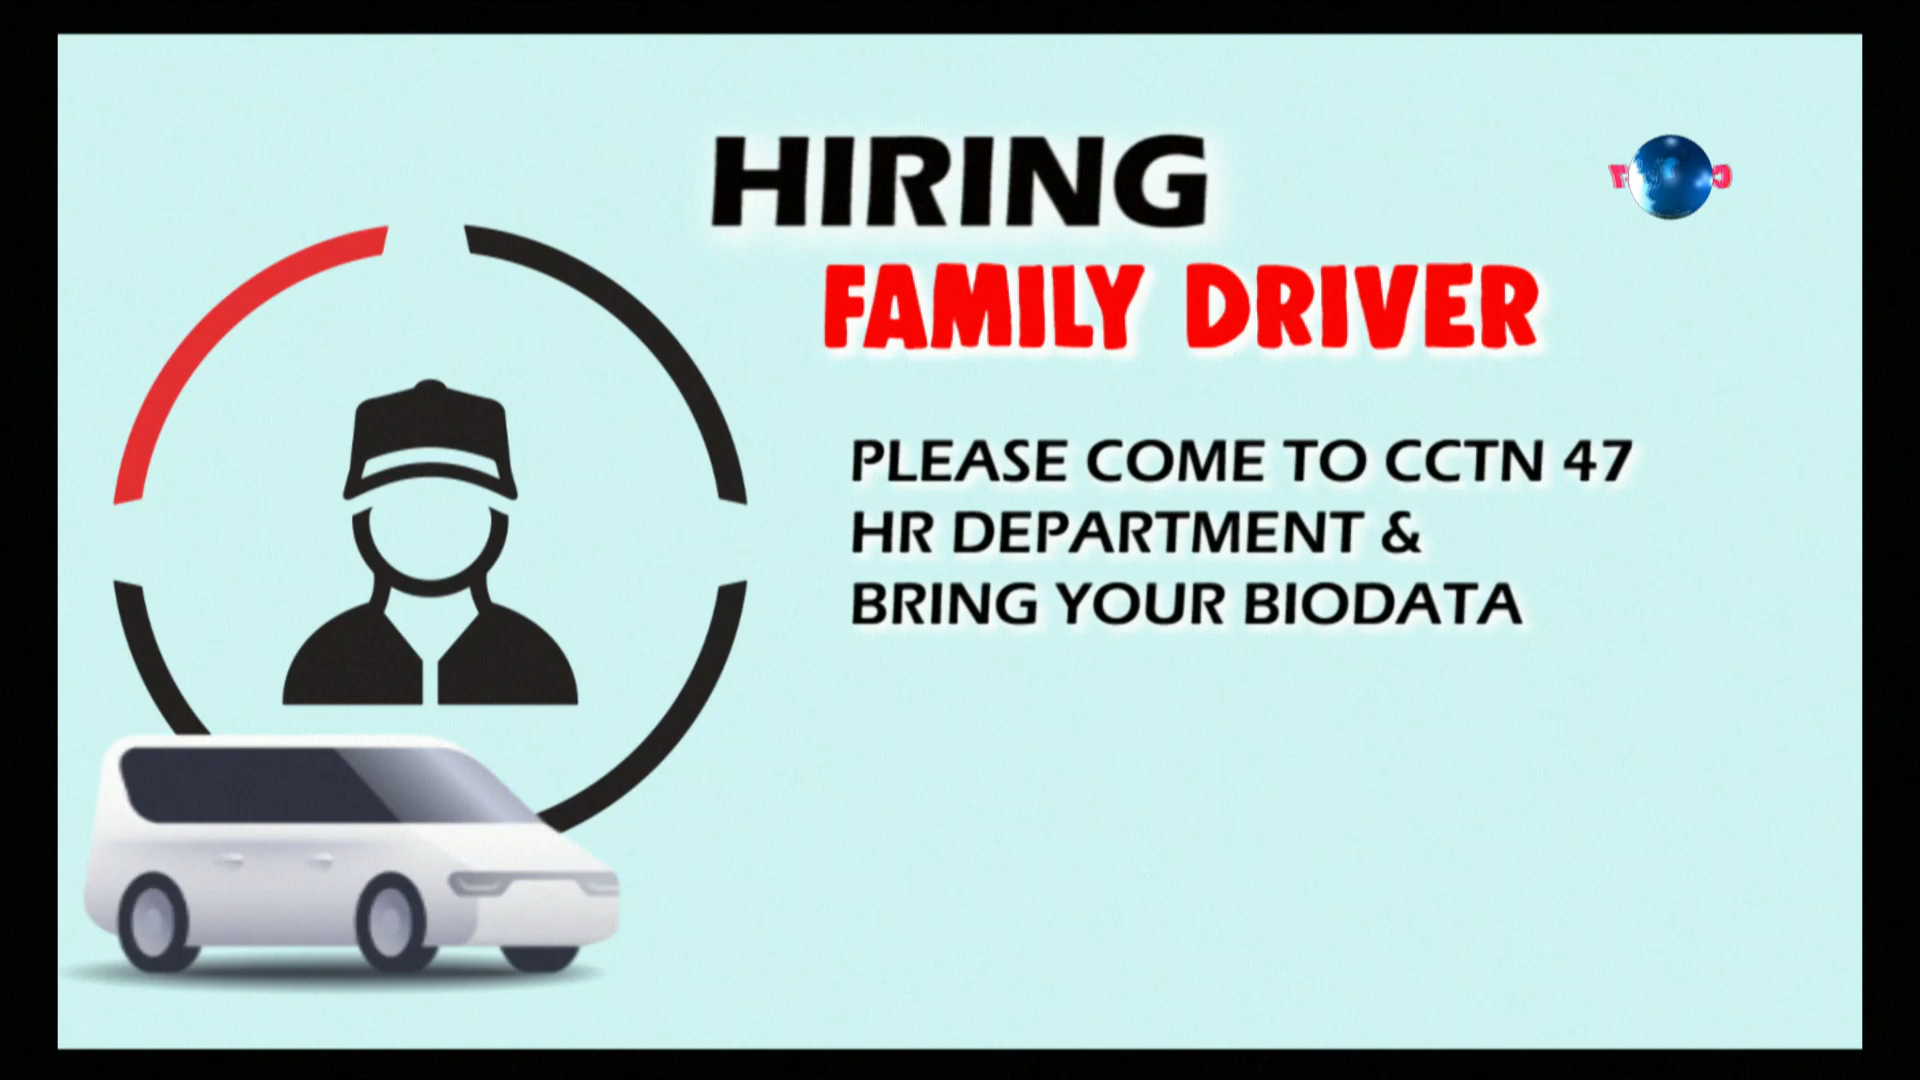 HIRING
FAMILY DRIVER
PLEASE COME TO CCTN 47
HR DEPARTMENT &
BRING YOUR BIODATA